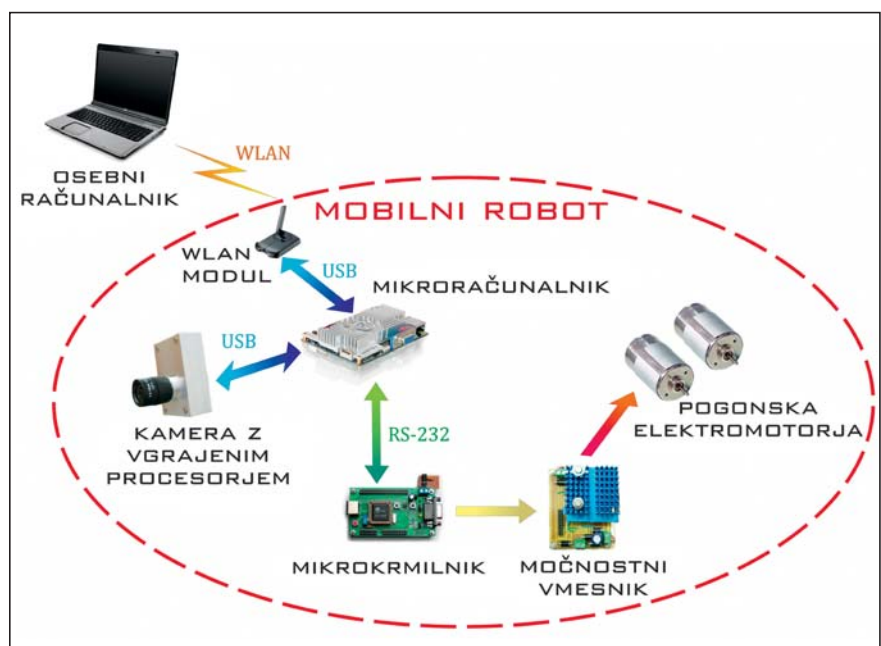 WLAN
OSEBNI
RAČUNALNIK
MOBILNI ROBOT
WLAN
MODUL
USB
MIKRORAČUNALNIK
USB
KAMERA Z
VGRAJENIM
PROCESORJEM
RS-232
POGONSKA
ELEKTROMOTORJA
MIKROKRMILNIK
MOČNOSTNI
VMESNIK